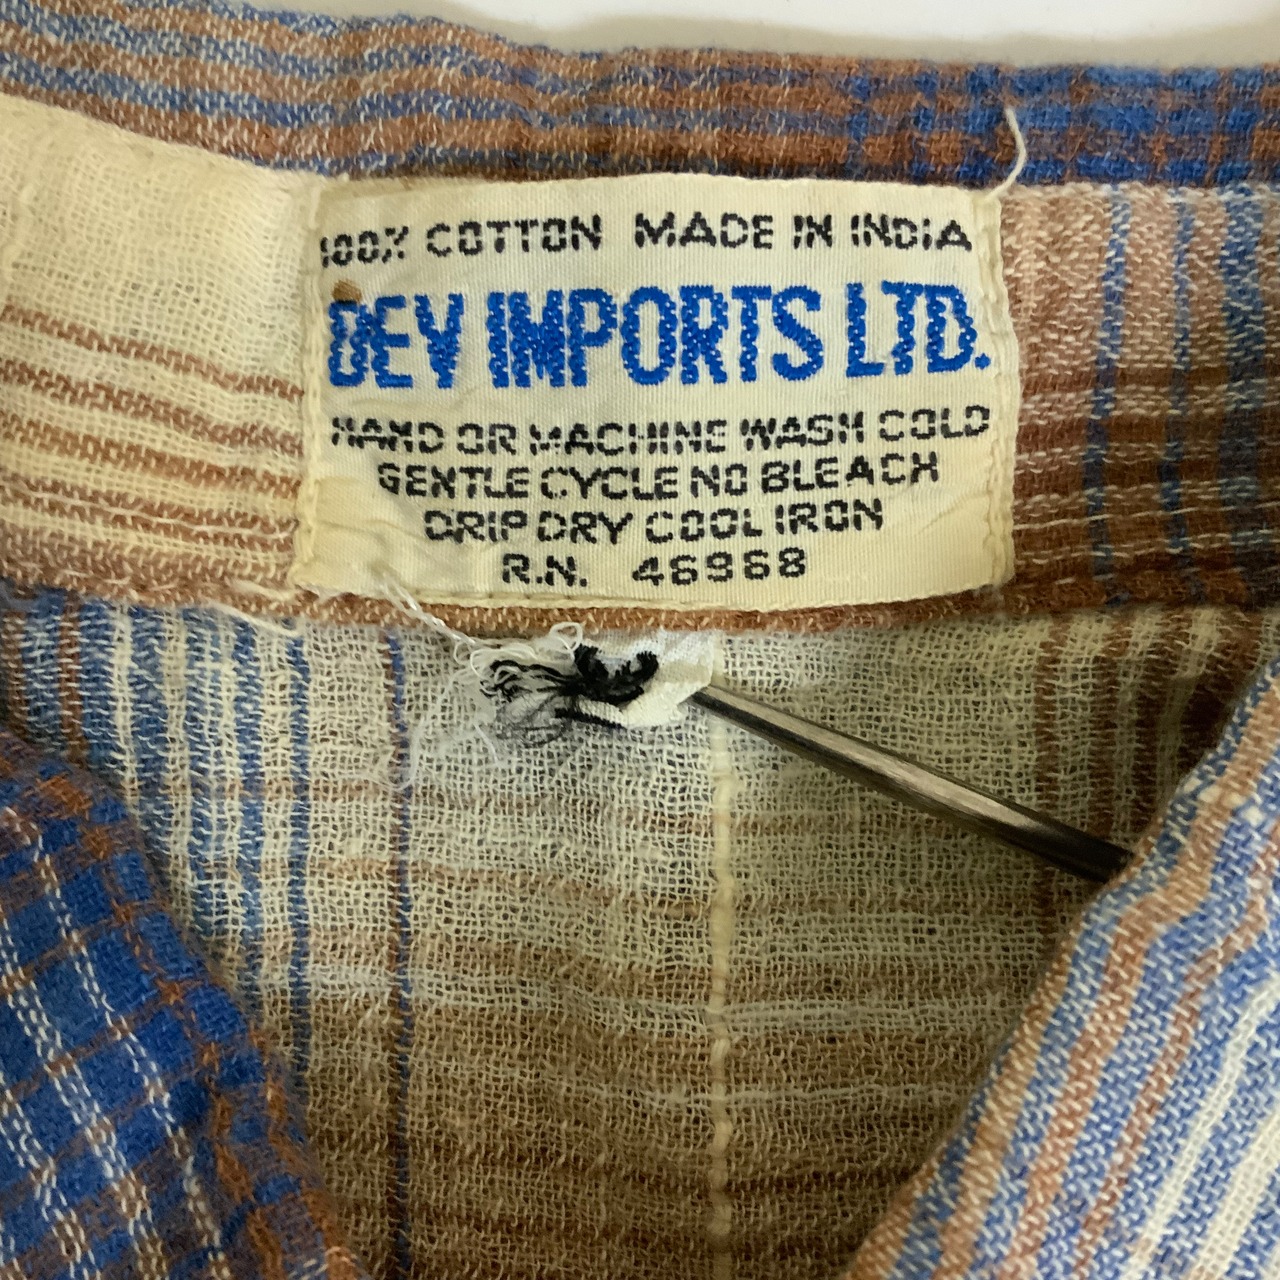 100% COTTON MADE IN INDIA
DEV IMPORTS LTD.
HAND OR MACHINE WASH COLD
GENTLE CYCLE NO BLEACH
DRIP DRY COOL IRON
R.N. 46968